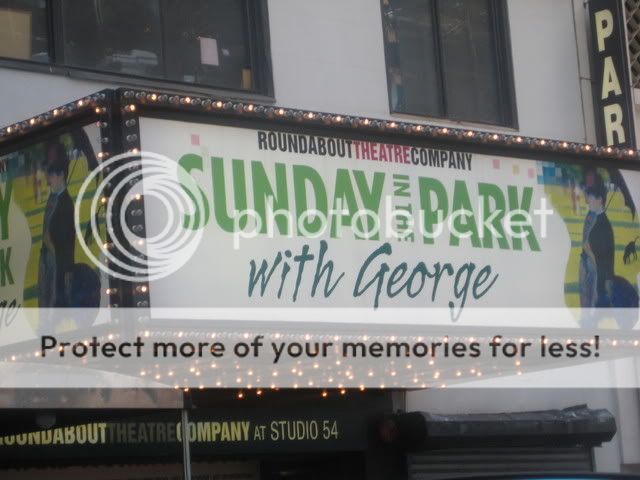 PAR
ROUNDABOUTTHEATRECOMPANY
SUNDAY IN THE PARK
with George
photobucket
Protect more of your memories for less!
ROUNDABOUTTHEATRECOMPANY AT STUDIO 54